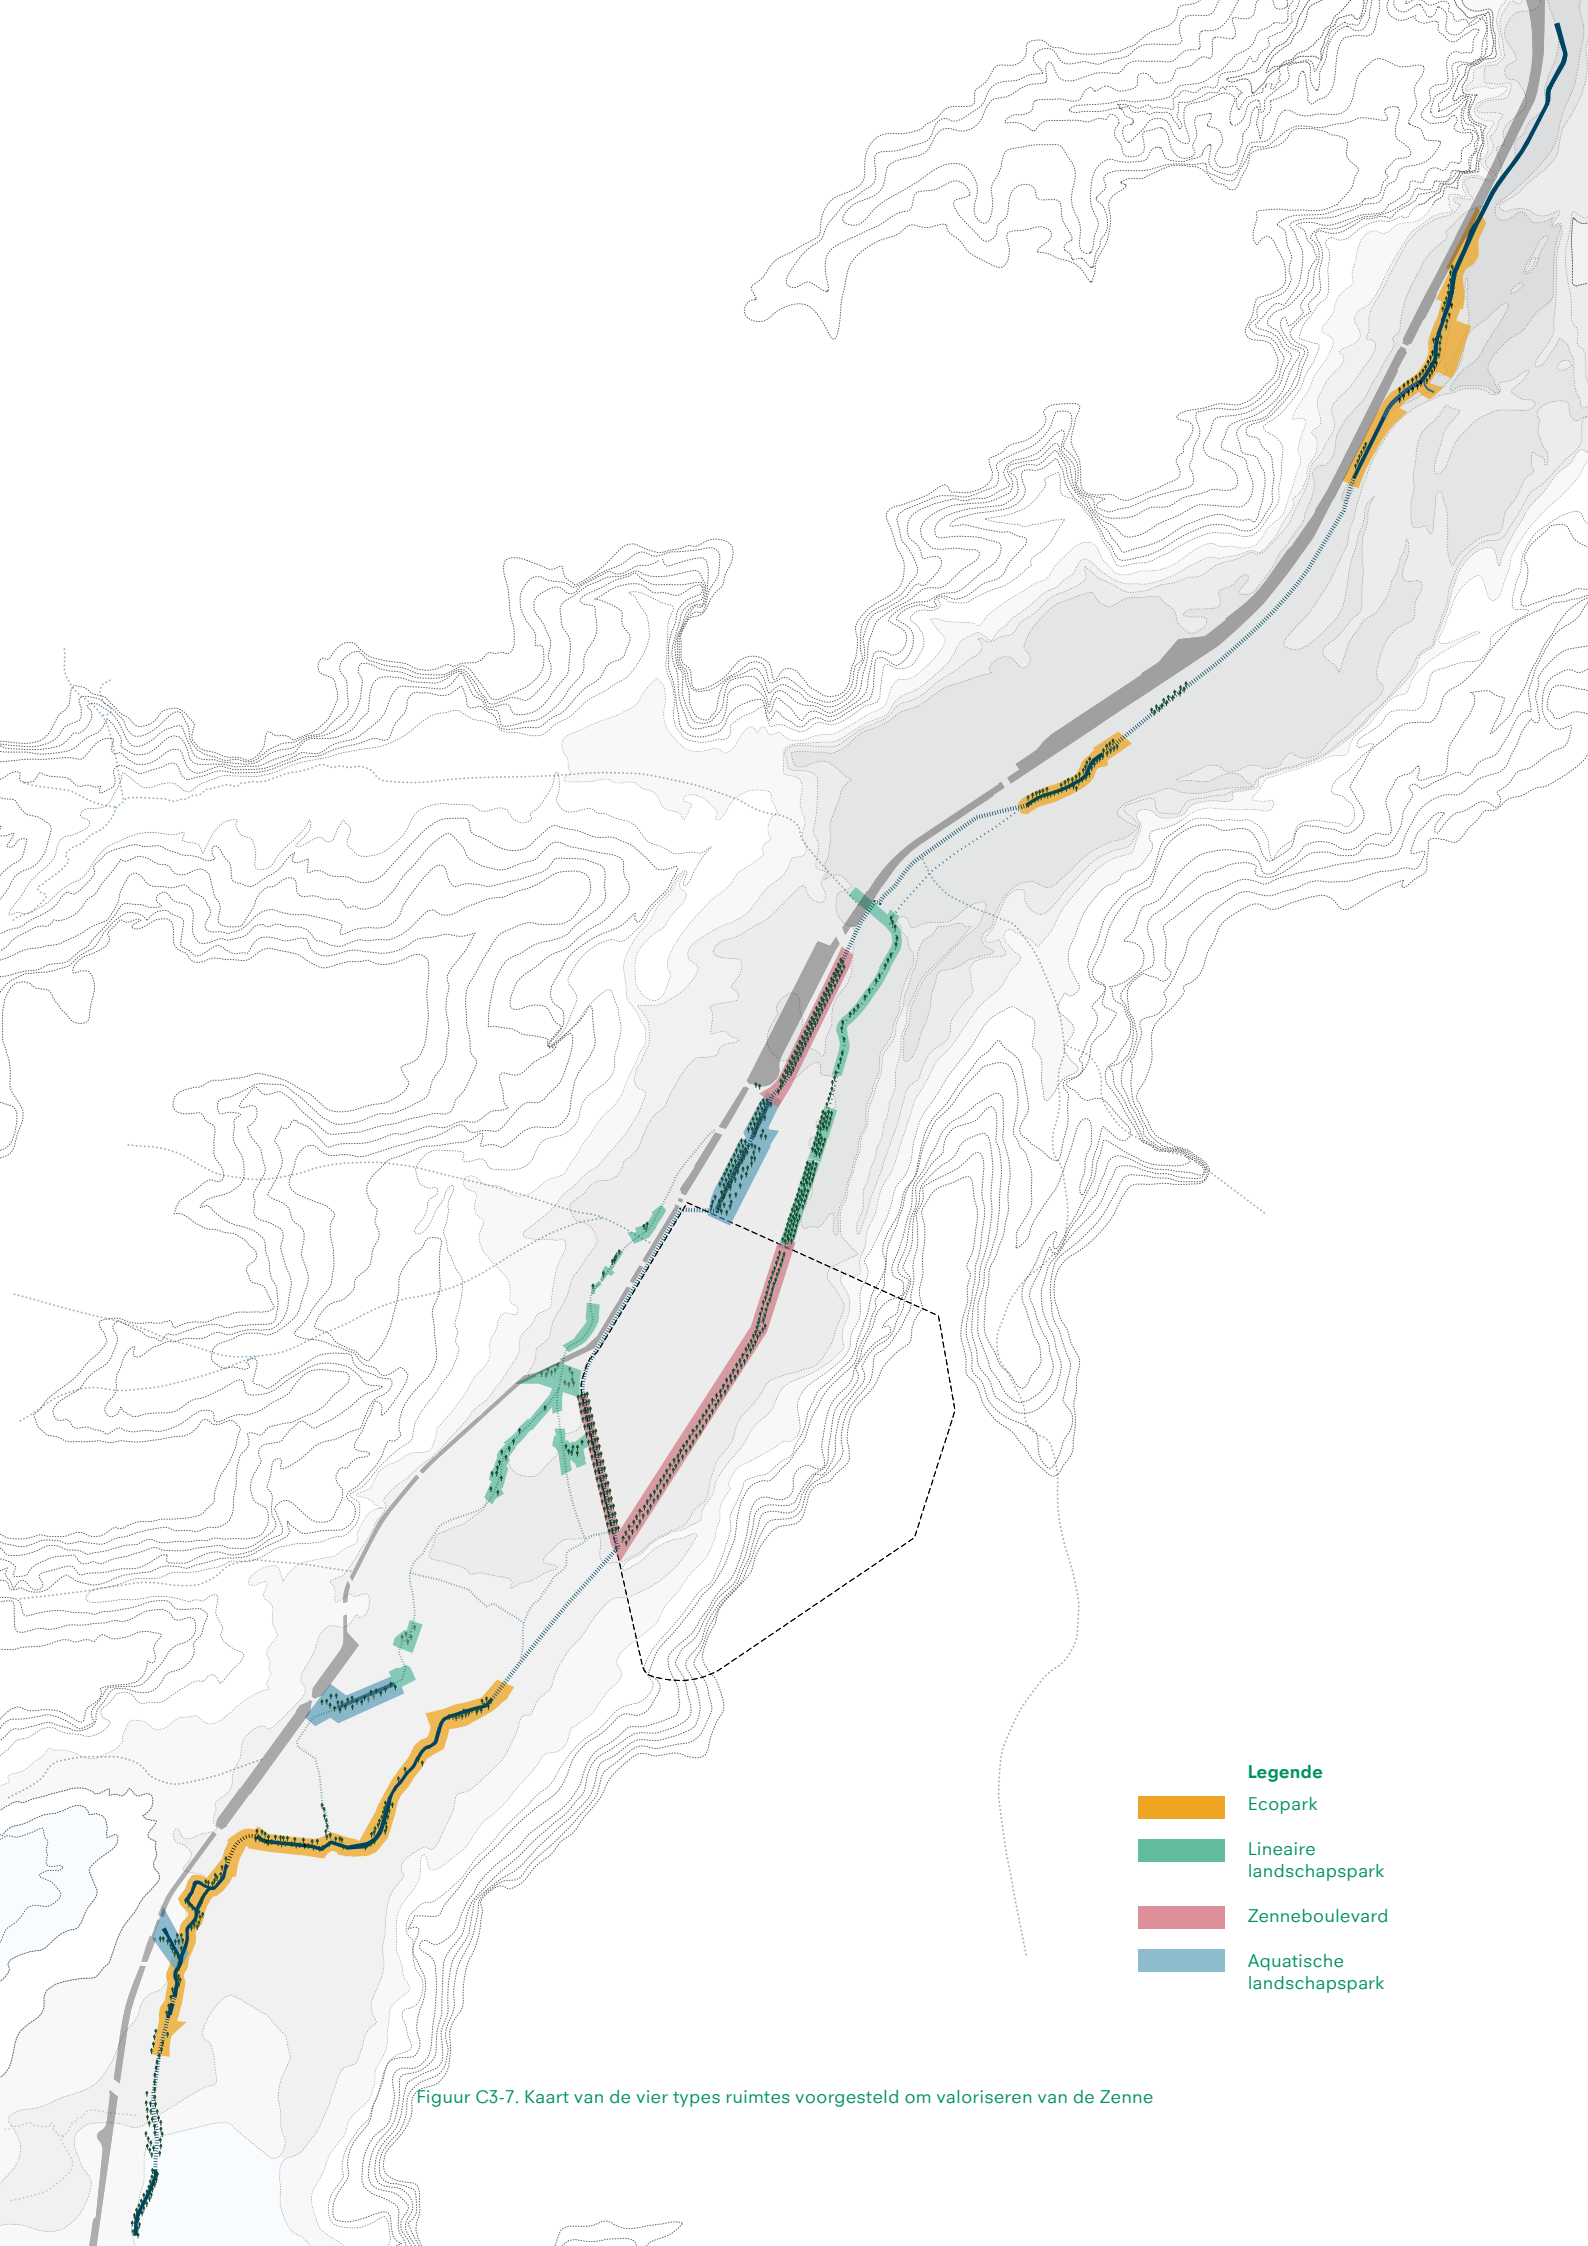 Legende
Ecopark
Lineaire
landschapspark
Zenneboulevard
Aquatische
landschapspark
Figuur C3-7. Kaart van de vier types ruimtes voorgesteld om valoriseren van de Zenne